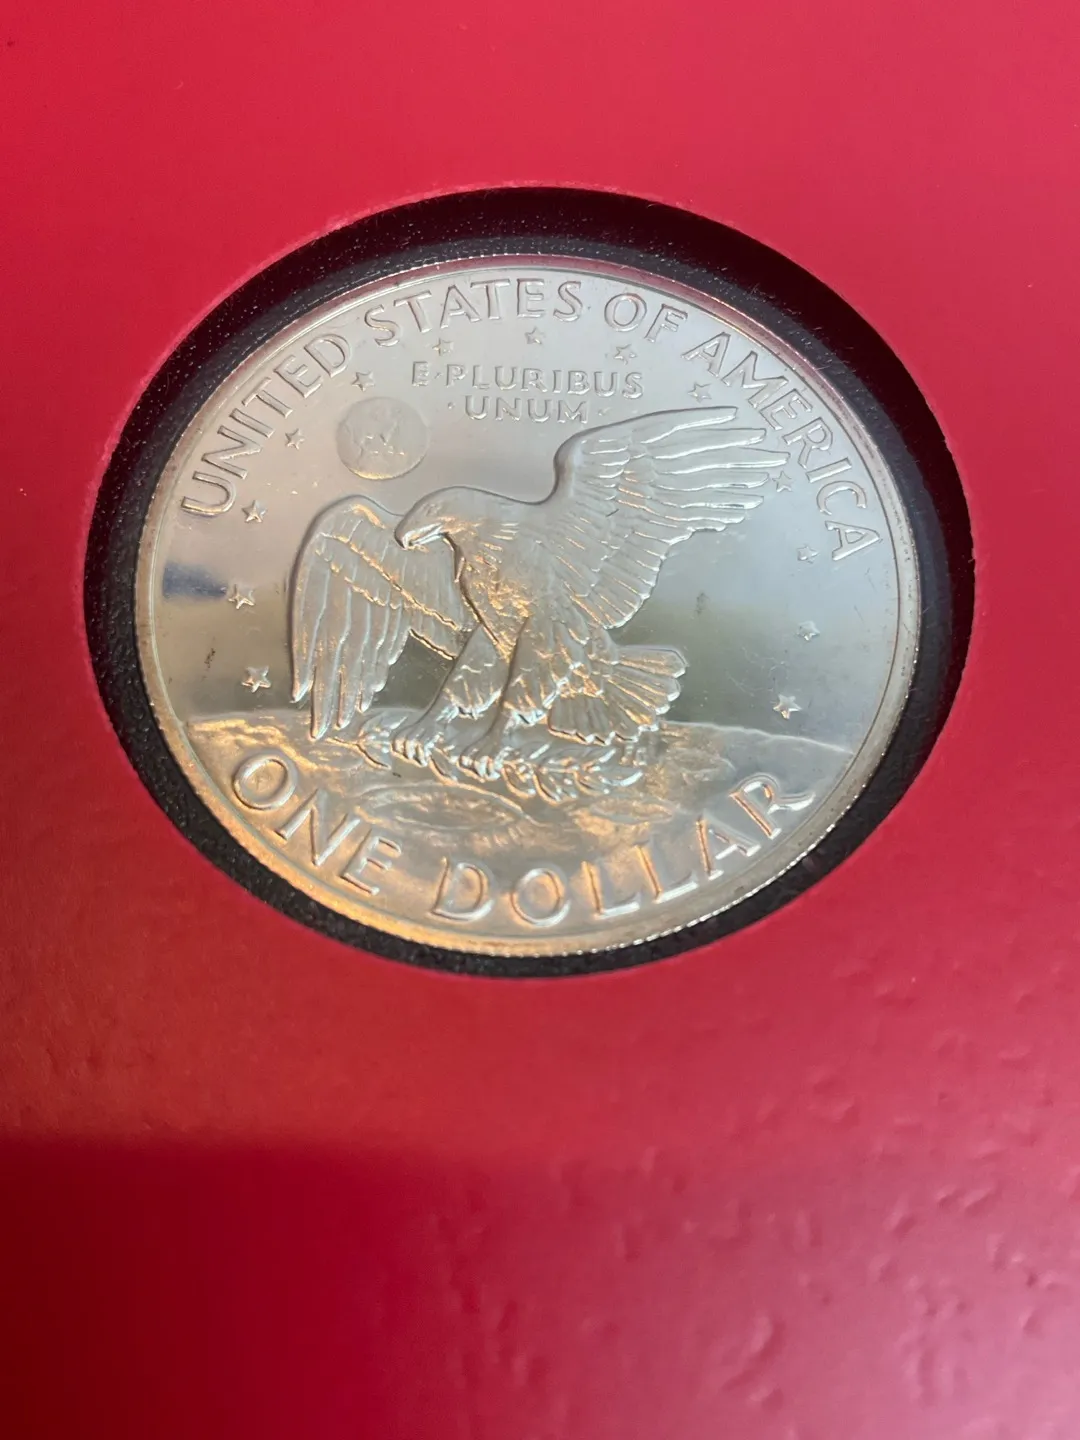 UNITED STATES OF AMERICA
E·PLURIBUS
·UNUM·
ONE DOLLAR